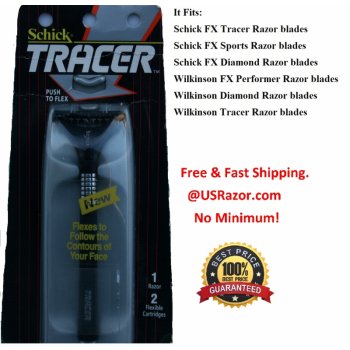 Schick
TRACER™
PUSH
TO FLEX
New
Flexes to
Follow the
Contours of
Your Face
1
Razor
2
Flexible
Cartridges
TRACER
It Fits:
Schick FX Tracer Razor blades
Schick FX Sports Razor blades
Schick FX Diamond Razor blades
Wilkinson FX Performer Razor blades
Wilkinson Diamond Razor blades
Wilkinson Tracer Razor blades
Free & Fast Shipping.
@USRazor.com
No Minimum!
BEST PRICE
100%
BEST PRICE
GUARANTEED